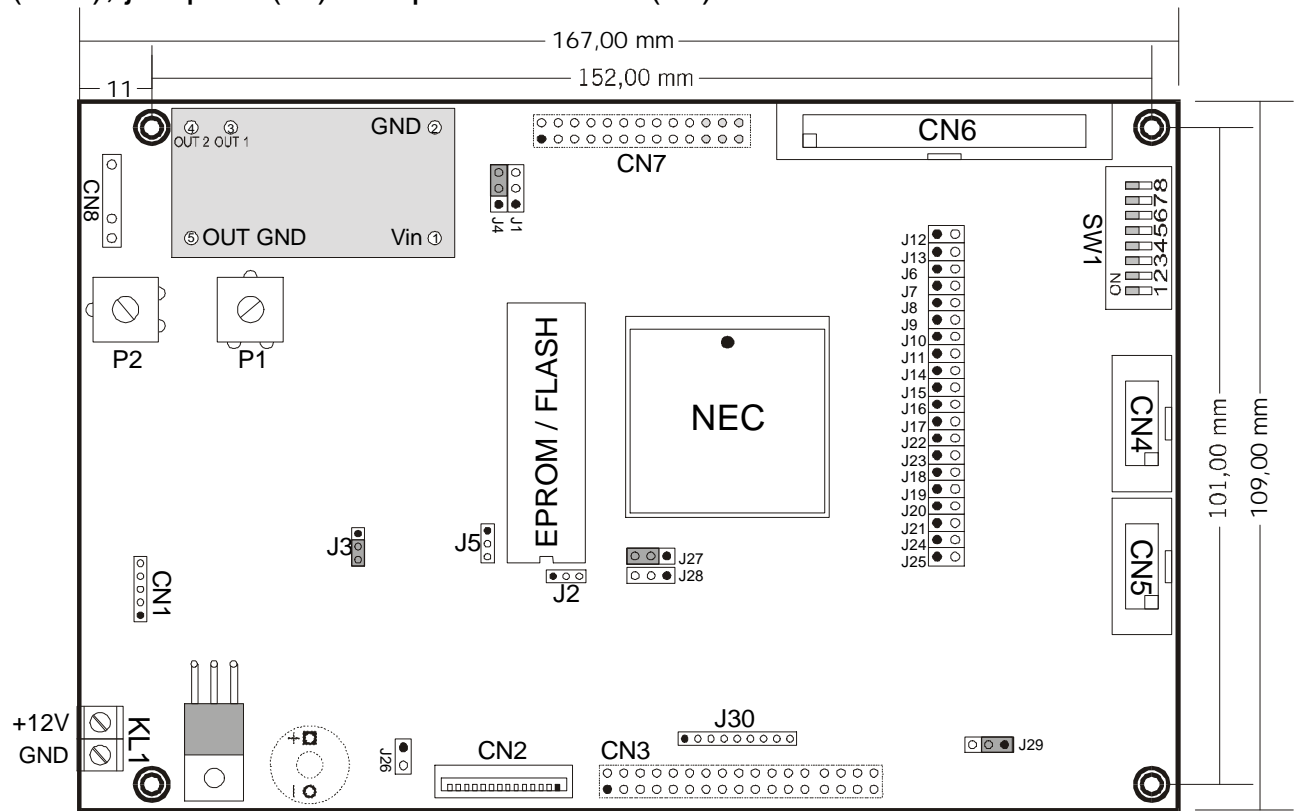 167,00 mm
152,00 mm
11
④ ③ GND ②
OUT 2 OUT 1
⑤ OUT GND Vin ①
CN8
P2
P1
J4
J1
CN7
CN6
SW1
ON
12345678
J12
J13
J6
J7
J8
J9
J10
J11
J14
J15
J16
J17
J22
J23
J18
J19
J20
J21
J24
J25
EPROM / FLASH
NEC
CN4
CN5
101,00 mm
109,00 mm
J3
J5
J2
J27
J28
CN1
+12V
GND
KL1
+
-
J26
CN2
CN3
J30
J29